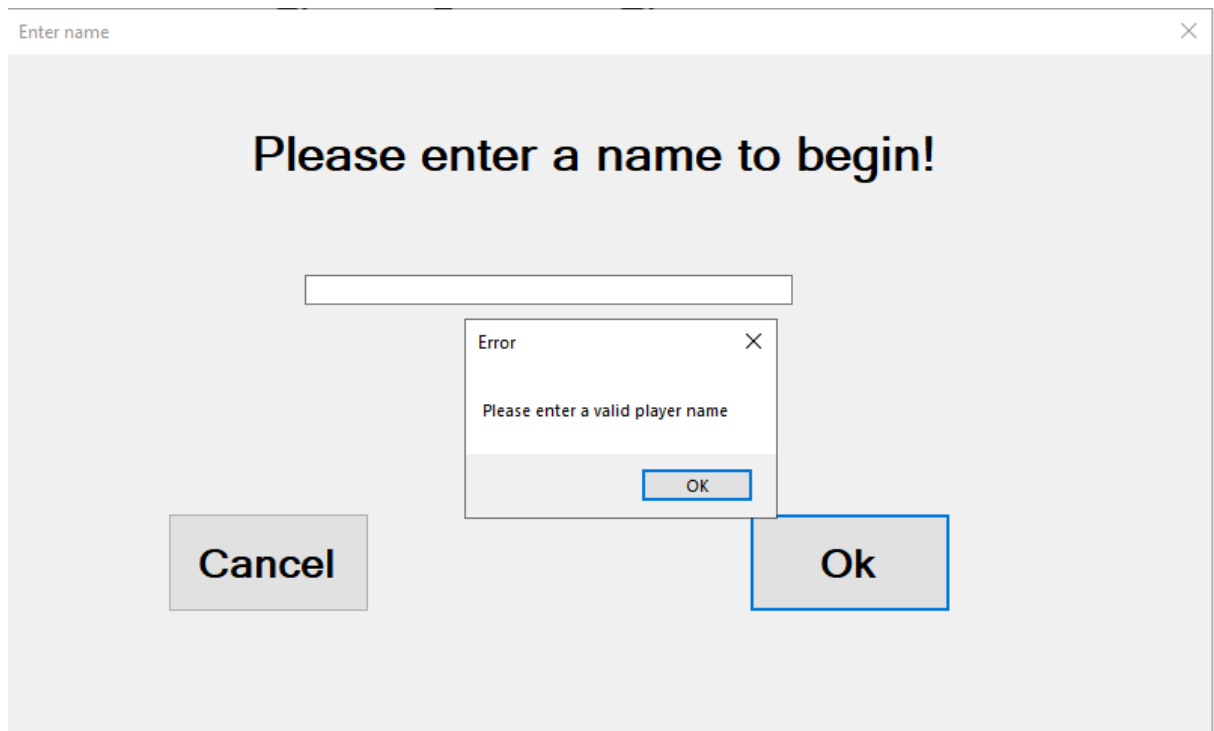 Enter name
Please enter a name to begin!
Error
Please enter a valid player name
OK
Cancel
Ok